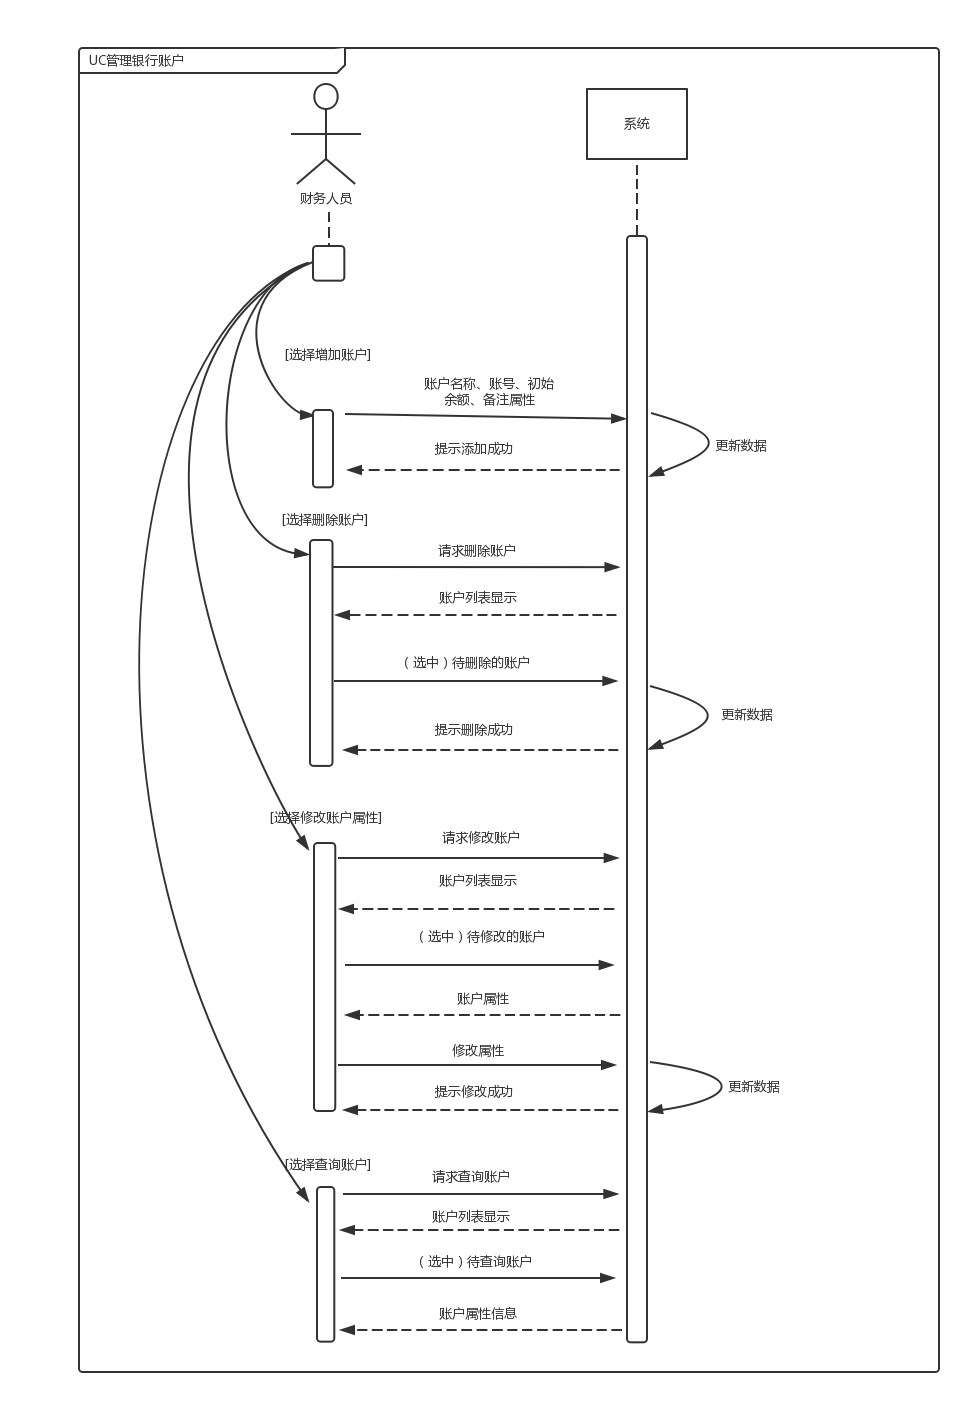 UC管理银行账户
系统
财务人员
[选择增加账户]
账户名称、账号、初始
余额、备注属性
提示添加成功
更新数据
[选择删除账户]
请求删除账户
账户列表显示
（选中）待删除的账户
提示删除成功
更新数据
[选择修改账户属性]
请求修改账户
账户列表显示
（选中）待修改的账户
账户属性
修改属性
提示修改成功
更新数据
[选择查询账户]
请求查询账户
账户列表显示
（选中）待查询账户
账户属性信息